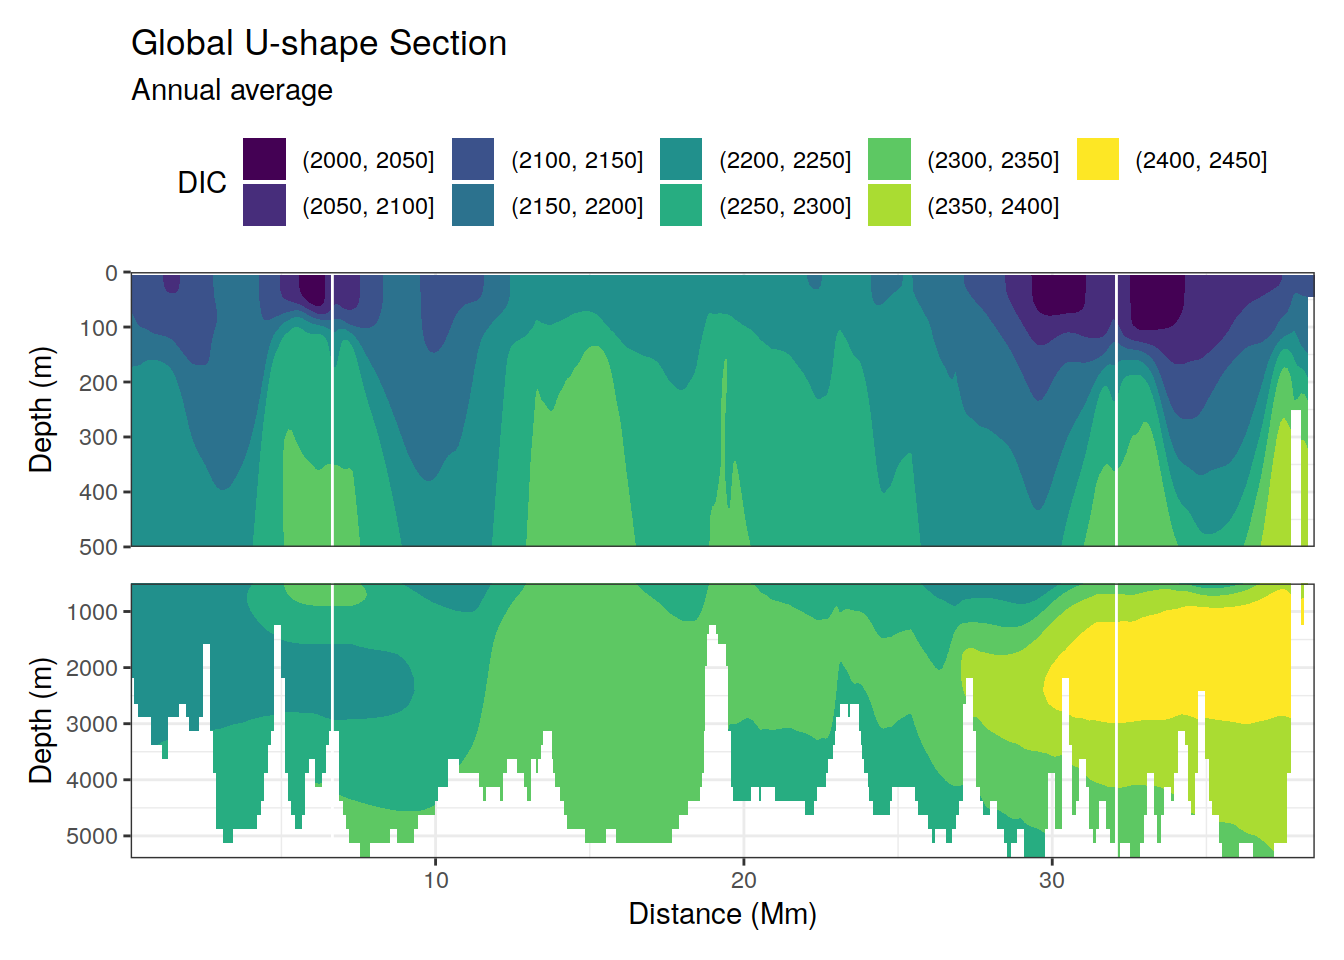 Global U-shape Section
Annual average
DIC
(2000, 2050] (2100, 2150] (2200, 2250] (2300, 2350] (2400, 2450]
(2050, 2100] (2150, 2200] (2250, 2300] (2350, 2400]
Depth (m)
0
100
200
300
400
500
Depth (m)
1000
2000
3000
4000
5000
10 20 30
Distance (Mm)